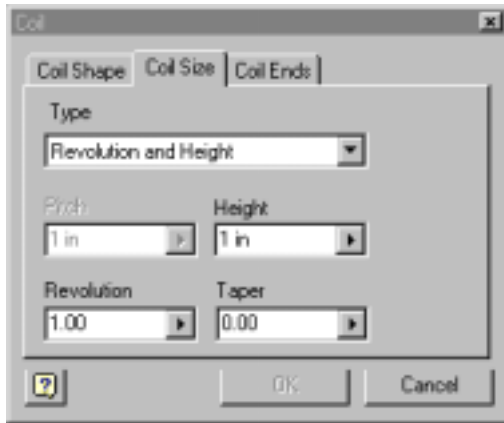 Coil
Coil Shape Coil Size Coil Ends
Type
Revolution and Height
Pitch Height
1 in 1 in
Revolution Taper
1.00 0.00
? OK Cancel